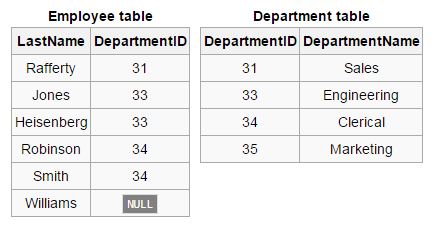 Employee table
LastName DepartmentID
Rafferty 31
Jones 33
Heisenberg 33
Robinson 34
Smith 34
Williams NULL
Department table
DepartmentID DepartmentName
31 Sales
33 Engineering
34 Clerical
35 Marketing